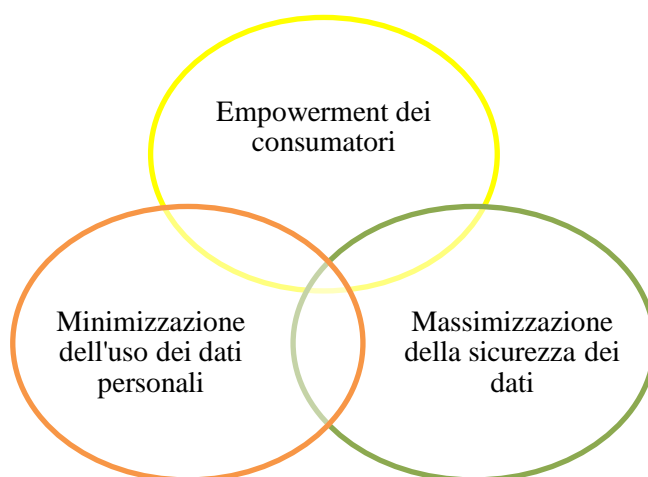 Empowerment dei
consumatori
Minimizzazione
dell'uso dei dati
personali
Massimizzazione
della sicurezza dei
dati